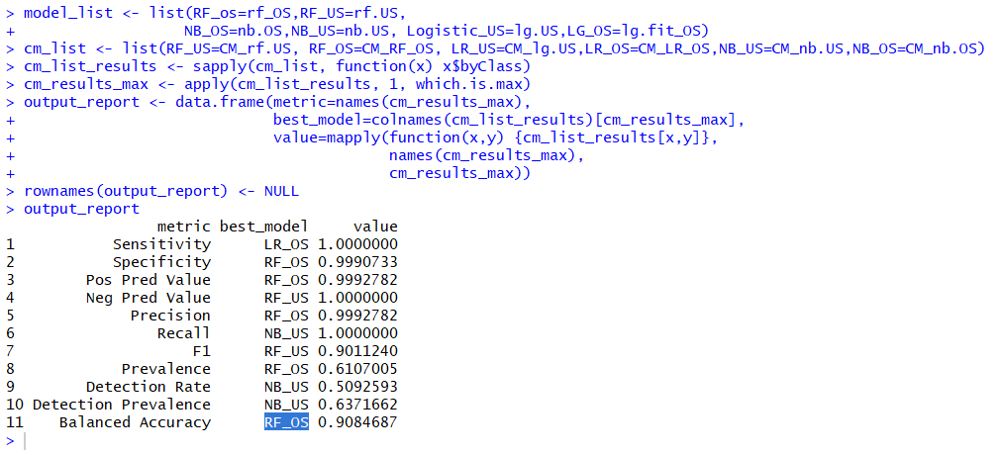 > model_list <- list(RF_os=rf_OS,RF_US=rf.US,
+ NB_OS=nb.OS,NB_US=nb.US, Logistic_US=lg.US,LG_OS=lg.fit_OS)
> cm_list <- list(RF_US=CM_rf.US, RF_OS=CM_RF_OS, LR_US=CM_lg.US,LR_OS=CM_LR_OS,NB_US=CM_nb.US,NB_OS=CM_nb.OS)
> cm_list_results <- sapply(cm_list, function(x) x$byClass)
> cm_results_max <- apply(cm_list_results, 1, which.is.max)
> output_report <- data.frame(metric=names(cm_results_max),
+ best_model=colnames(cm_list_results)[cm_results_max],
+ value=mapply(function(x,y) {cm_list_results[x,y]},
+ names(cm_results_max),
+ cm_results_max))
> rownames(output_report) <- NULL
> output_report
metric best_model value
1 Sensitivity LR_OS 1.0000000
2 Specificity RF_OS 0.9990733
3 Pos Pred Value RF_OS 0.9992782
4 Neg Pred Value RF_US 1.0000000
5 Precision RF_OS 0.9992782
6 Recall NB_US 1.0000000
7 F1 RF_US 0.9011240
8 Prevalence RF_OS 0.6107005
9 Detection Rate NB_US 0.5092593
10 Detection Prevalence NB_US 0.6371662
11 Balanced Accuracy RF_OS 0.9084687
>